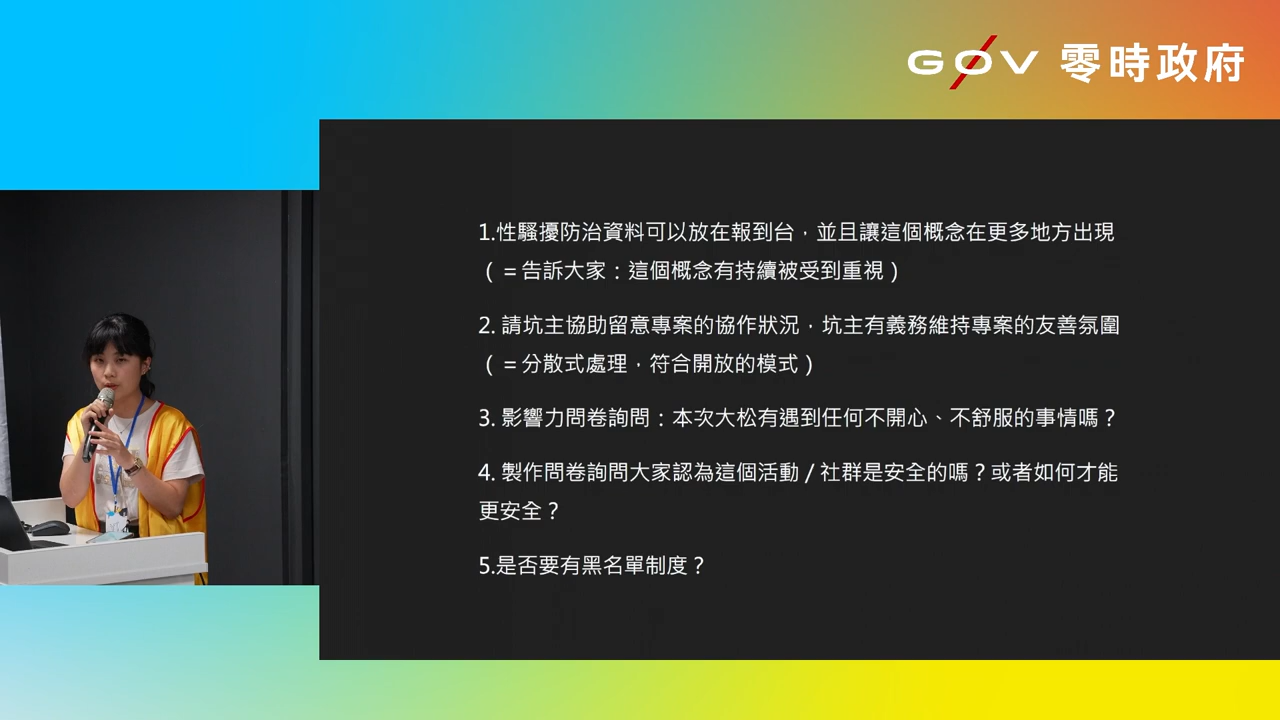 G0V 零時政府
1.性騷擾防治資料可以放在報到台，並且讓這個概念在更多地方出現
（＝告訴大家：這個概念有持續被受到重視）
2. 請坑主協助留意專案的協作狀況，坑主有義務維持專案的友善氛圍
（＝分散式處理，符合開放的模式）
3. 影響力問卷詢問：本次大松有遇到任何不開心、不舒服的事情嗎？
4. 製作問卷詢問大家認為這個活動 / 社群是安全的嗎？或者如何才能
更安全？
5.是否要有黑名單制度？